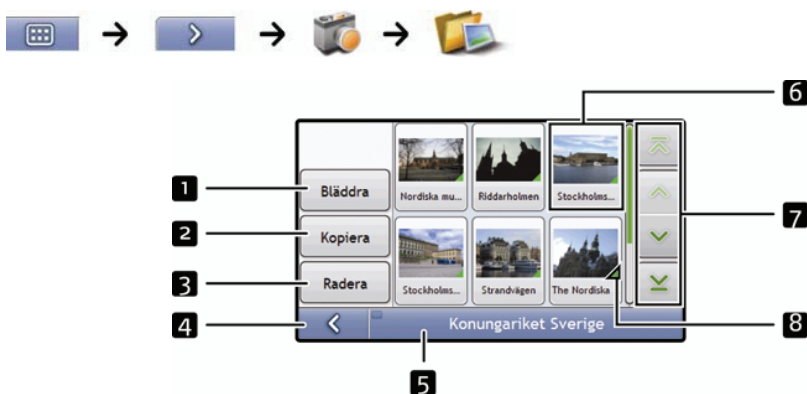 6
Nordiska mu...
Riddarholmen
Stockholms...
1
Bläddra
7
2
Kopiera
3
Radera
Stockholms...
Strandvägen
The Nordiska
4
Konungariket Sverige
8
5